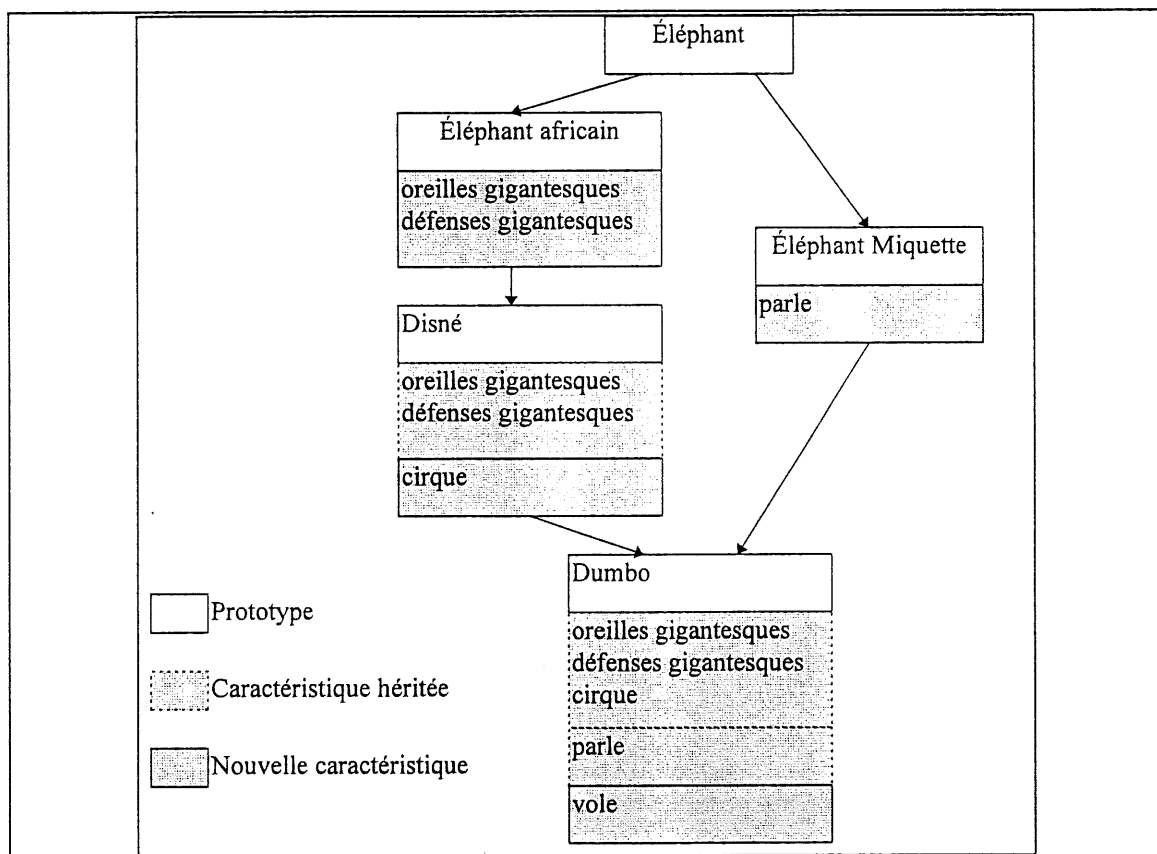 Éléphant
Éléphant africain
oreilles gigantesques
défenses gigantesques
Éléphant Miquette
parle
Disné
oreilles gigantesques
défenses gigantesques
cirque
Dumbo
oreilles gigantesques
défenses gigantesques
cirque
parle
vole
Prototype
Caractéristique héritée
Nouvelle caractéristique